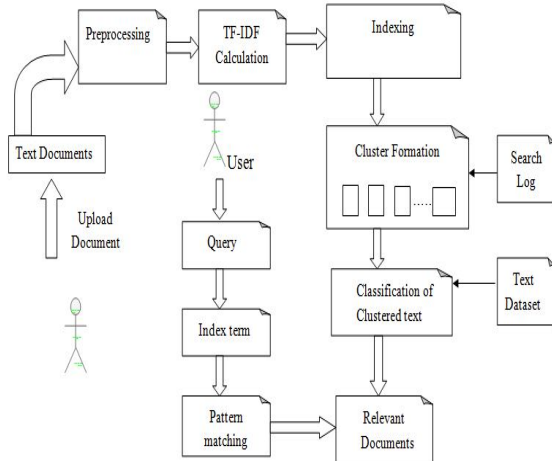 Preprocessing
TF-IDF
Calculation
Indexing
Text Documents
User
Cluster Formation
.....
Search
Log
Upload
Document
Query
Classification of
Clustered text
Text
Dataset
Index term
Pattern
matching
Relevant
Documents